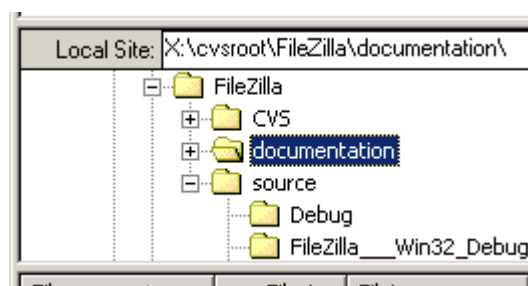 Local Site: X:\cvsroot\FileZilla\documentation\
FileZilla
CVS
documentation
source
Debug
FileZilla___Win32_Debug